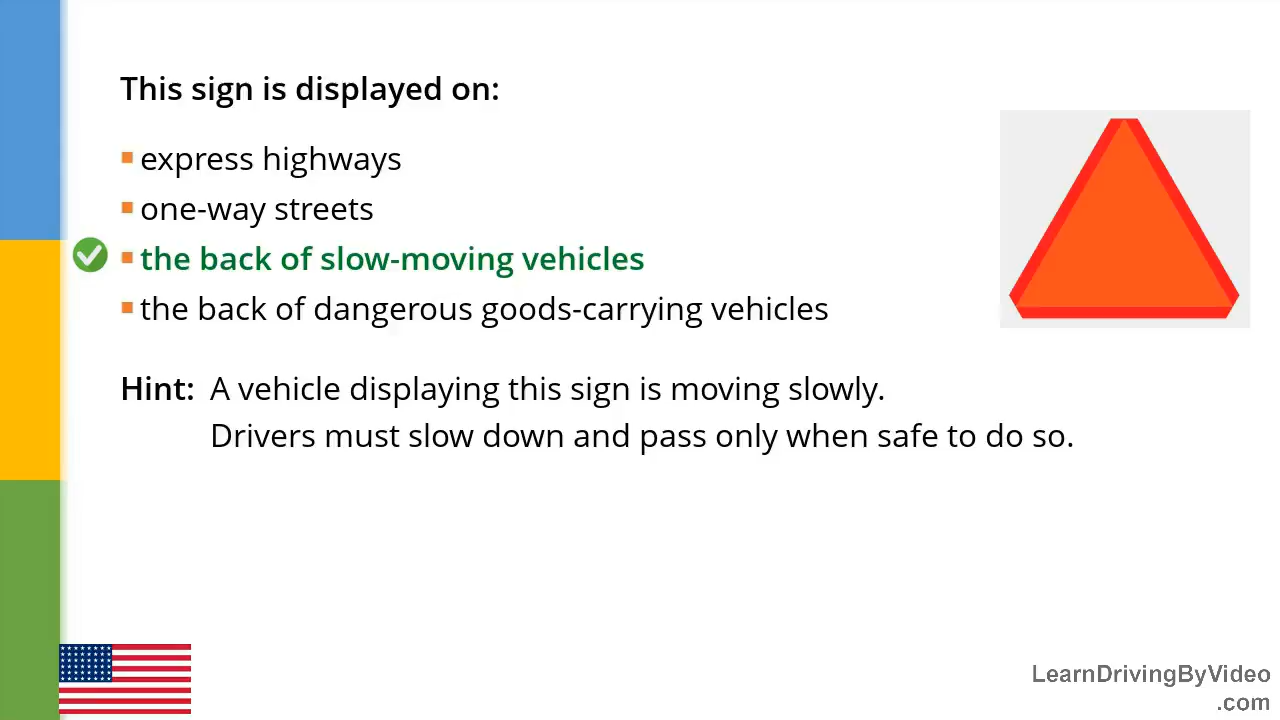 This sign is displayed on:
express highways
one-way streets
the back of slow-moving vehicles
the back of dangerous goods-carrying vehicles
Hint: A vehicle displaying this sign is moving slowly.
Drivers must slow down and pass only when safe to do so.
LearnDrivingByVideo
.com